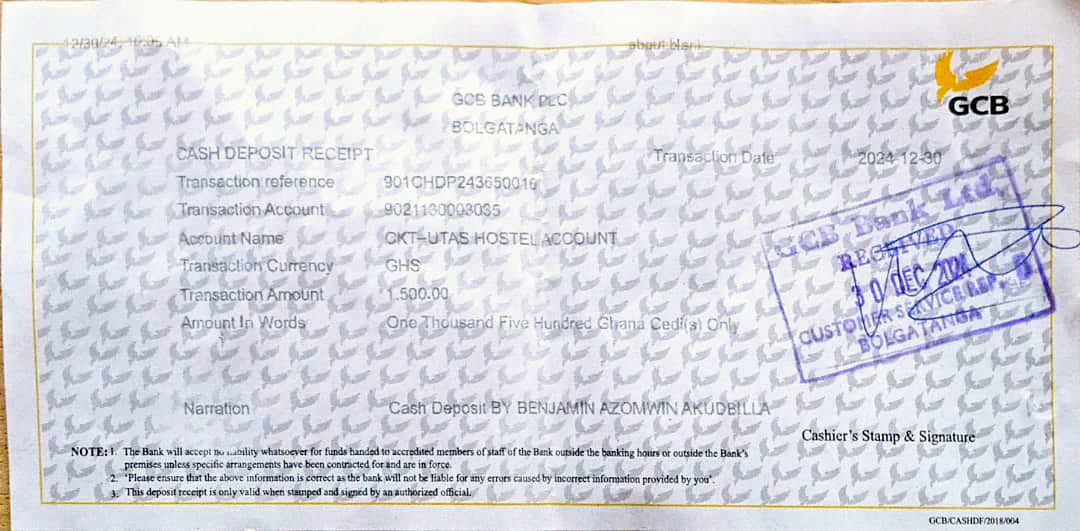 12/30/24, 10:05 AM
about:blank
GCB
GCB BANK PLC
BOLGATANGA
CASH DEPOSIT RECEIPT Transaction Date 2024-12-30
Transaction reference 901CHDP243650016
Transaction Account 9021130003035
Account Name CKT-UTAS HOSTEL ACCOUNT
Transaction Currency GHS
Transaction Amount 1,500.00
Amount In Words One Thousand Five Hundred Ghana Cedi(s) Only
GCB Bank Ltd.
RECEIVED
30 DEC 2024
CUSTOMER SERVICE REP.
BOLGATANGA
Narration Cash Deposit BY BENJAMIN AZOMWIN AKUDBILLA
Cashier's Stamp & Signature
NOTE: 1. The Bank will accept no liability whatsoever for funds handed to accredited members of staff of the Bank outside the banking hours or outside the Bank's
premises unless specific arrangements have been contracted for and are in force.
2. 'Please ensure that the above information is correct as the bank will not be liable for any errors caused by incorrect information provided by you'.
3. This deposit receipt is only valid when stamped and signed by an authorized official.
GCB/CASHDF/2018/004